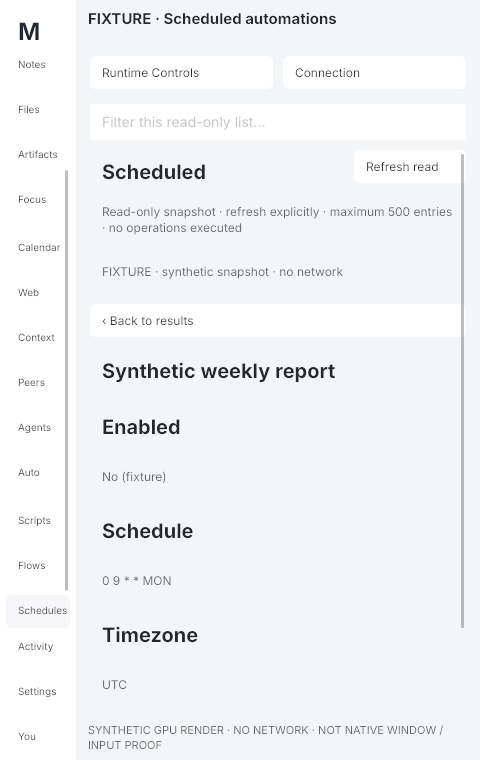 M
Notes
Files
Artifacts
Focus
Calendar
Web
Context
Peers
Agents
Auto
Scripts
Flows
Schedules
Activity
Settings
You
FIXTURE · Scheduled automations
Runtime Controls
Connection
Filter this read-only list...
Scheduled
Refresh read
Read-only snapshot · refresh explicitly · maximum 500 entries
· no operations executed
FIXTURE · synthetic snapshot · no network
‹ Back to results
Synthetic weekly report
Enabled
No (fixture)
Schedule
0 9 * * MON
Timezone
UTC
SYNTHETIC GPU RENDER · NO NETWORK · NOT NATIVE WINDOW /
INPUT PROOF